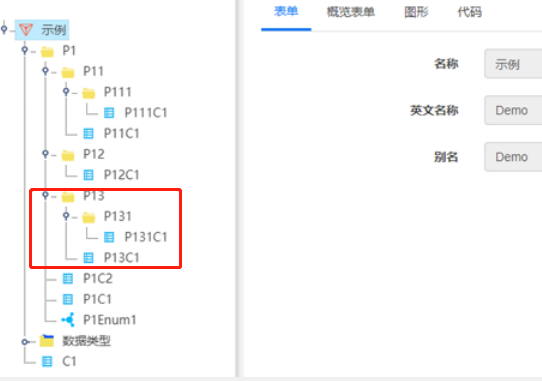 示例
P1
P11
P111
P111C1
P11C1
P12
P12C1
P13
P131
P131C1
P13C1
P1C2
P1C1
P1Enum1
数据类型
C1
表单 概览表单 图形 代码
名称 示例
英文名称 Demo
别名 Demo